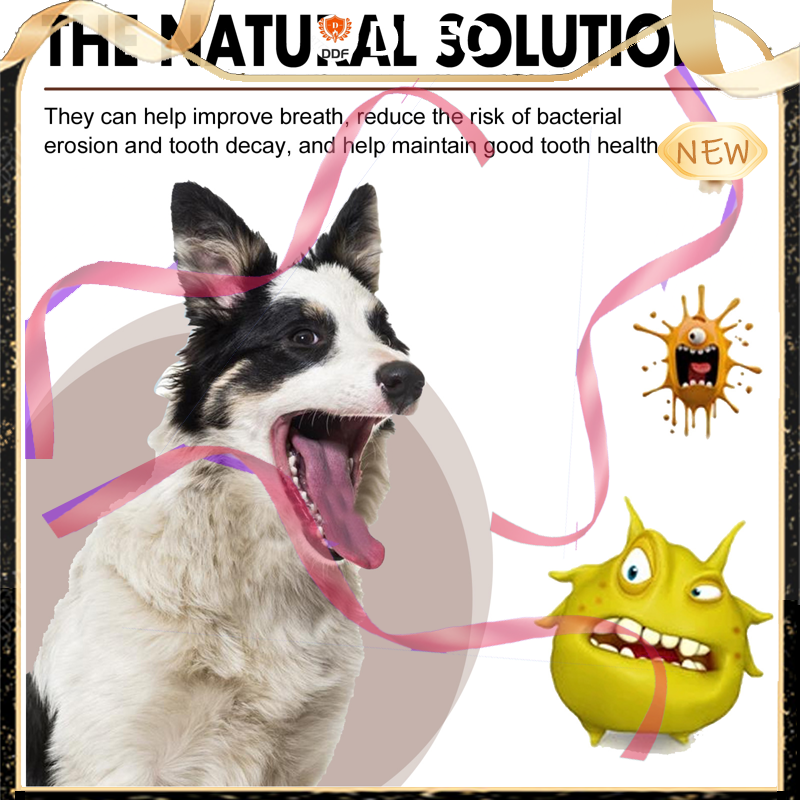 THE NATURAL SOLUTION
DDF
They can help improve breath, reduce the risk of bacterial
erosion and tooth decay, and help maintain good tooth health
NEW